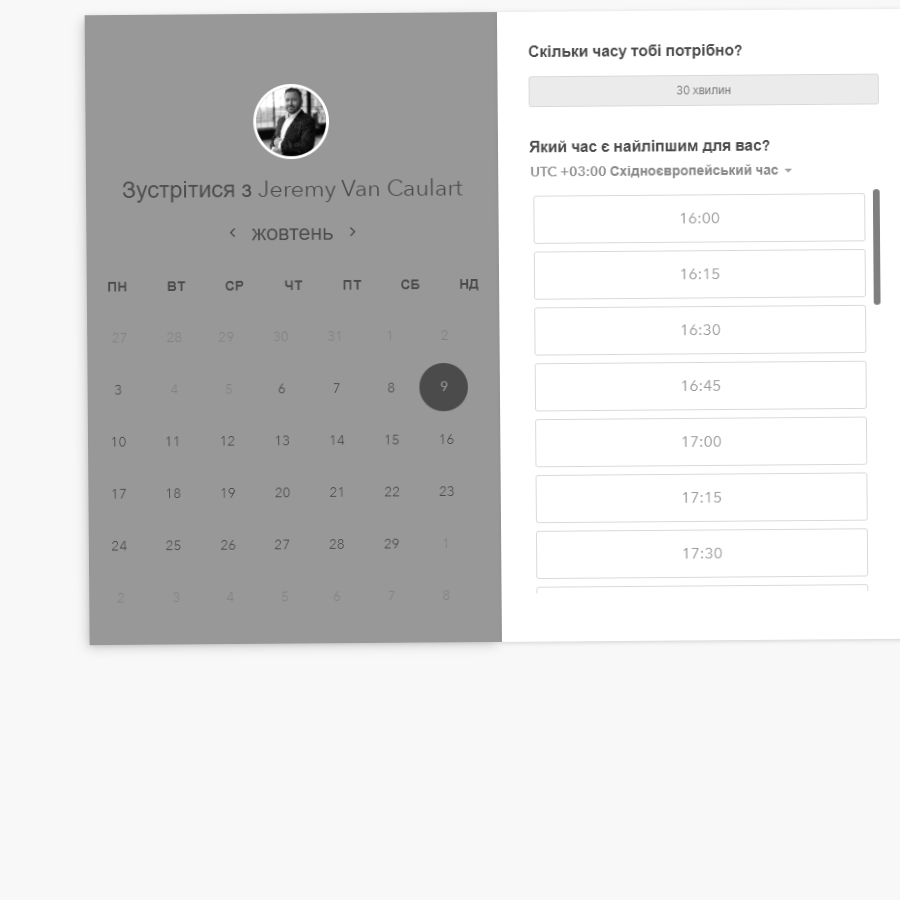 Зустрітися з Jeremy Van Caulart
жовтень
ПН ВТ СР ЧТ ПТ СБ НД
27 28 29 30 31 1 2
3 4 5 6 7 8 9
10 11 12 13 14 15 16
17 18 19 20 21 22 23
24 25 26 27 28 29 1
2 3 4 5 6 7 8
Скільки часу тобі потрібно?
30 хвилин
Який час є найліпшим для вас?
UTC +03:00 Східноєвропейський час
16:00
16:15
16:30
16:45
17:00
17:15
17:30